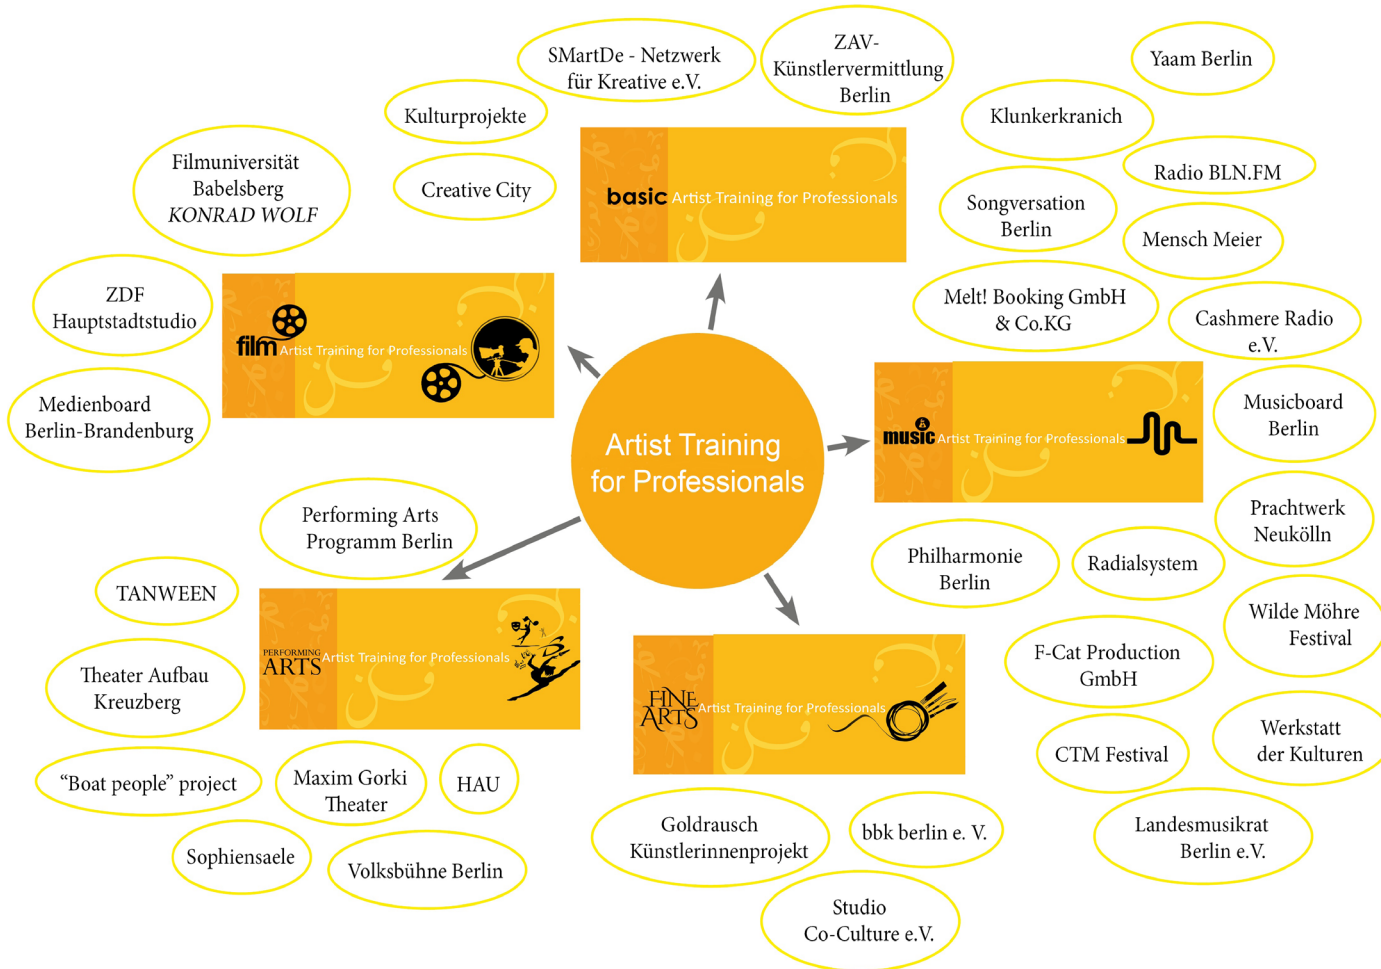 SMartDe - Netzwerk
für Kreative e.V.
ZAV-
Künstlervermittlung
Berlin
Yaam Berlin
Kulturprojekte
Klunkerkranich
Filmuniversität
Babelsberg
KONRAD WOLF
Creative City
Radio BLN.FM
basic Artist Training for Professionals
Songversation
Berlin
Mensch Meier
ZDF
Hauptstadtstudio
Melt! Booking GmbH
& Co.KG
Cashmere Radio
e.V.
film Artist Training for Professionals
Medienboard
Berlin-Brandenburg
Musicboard
Berlin
music Artist Training for Professionals
Artist Training
for Professionals
Performing Arts
Programm Berlin
Prachtwerk
Neukölln
Philharmonie
Berlin
Radialsystem
TANWEEN
Wilde Möhre
Festival
PERFORMING
ARTS Artist Training for Professionals
Theater Aufbau
Kreuzberg
F-Cat Production
GmbH
FINE
ARTS Artist Training for Professionals
Werkstatt
der Kulturen
CTM Festival
“Boat people” project
Maxim Gorki
Theater
HAU
Goldrausch
Künstlerinnenprojekt
bbk berlin e. V.
Landesmusikrat
Berlin e.V.
Sophiensaele
Volksbühne Berlin
Studio
Co-Culture e.V.